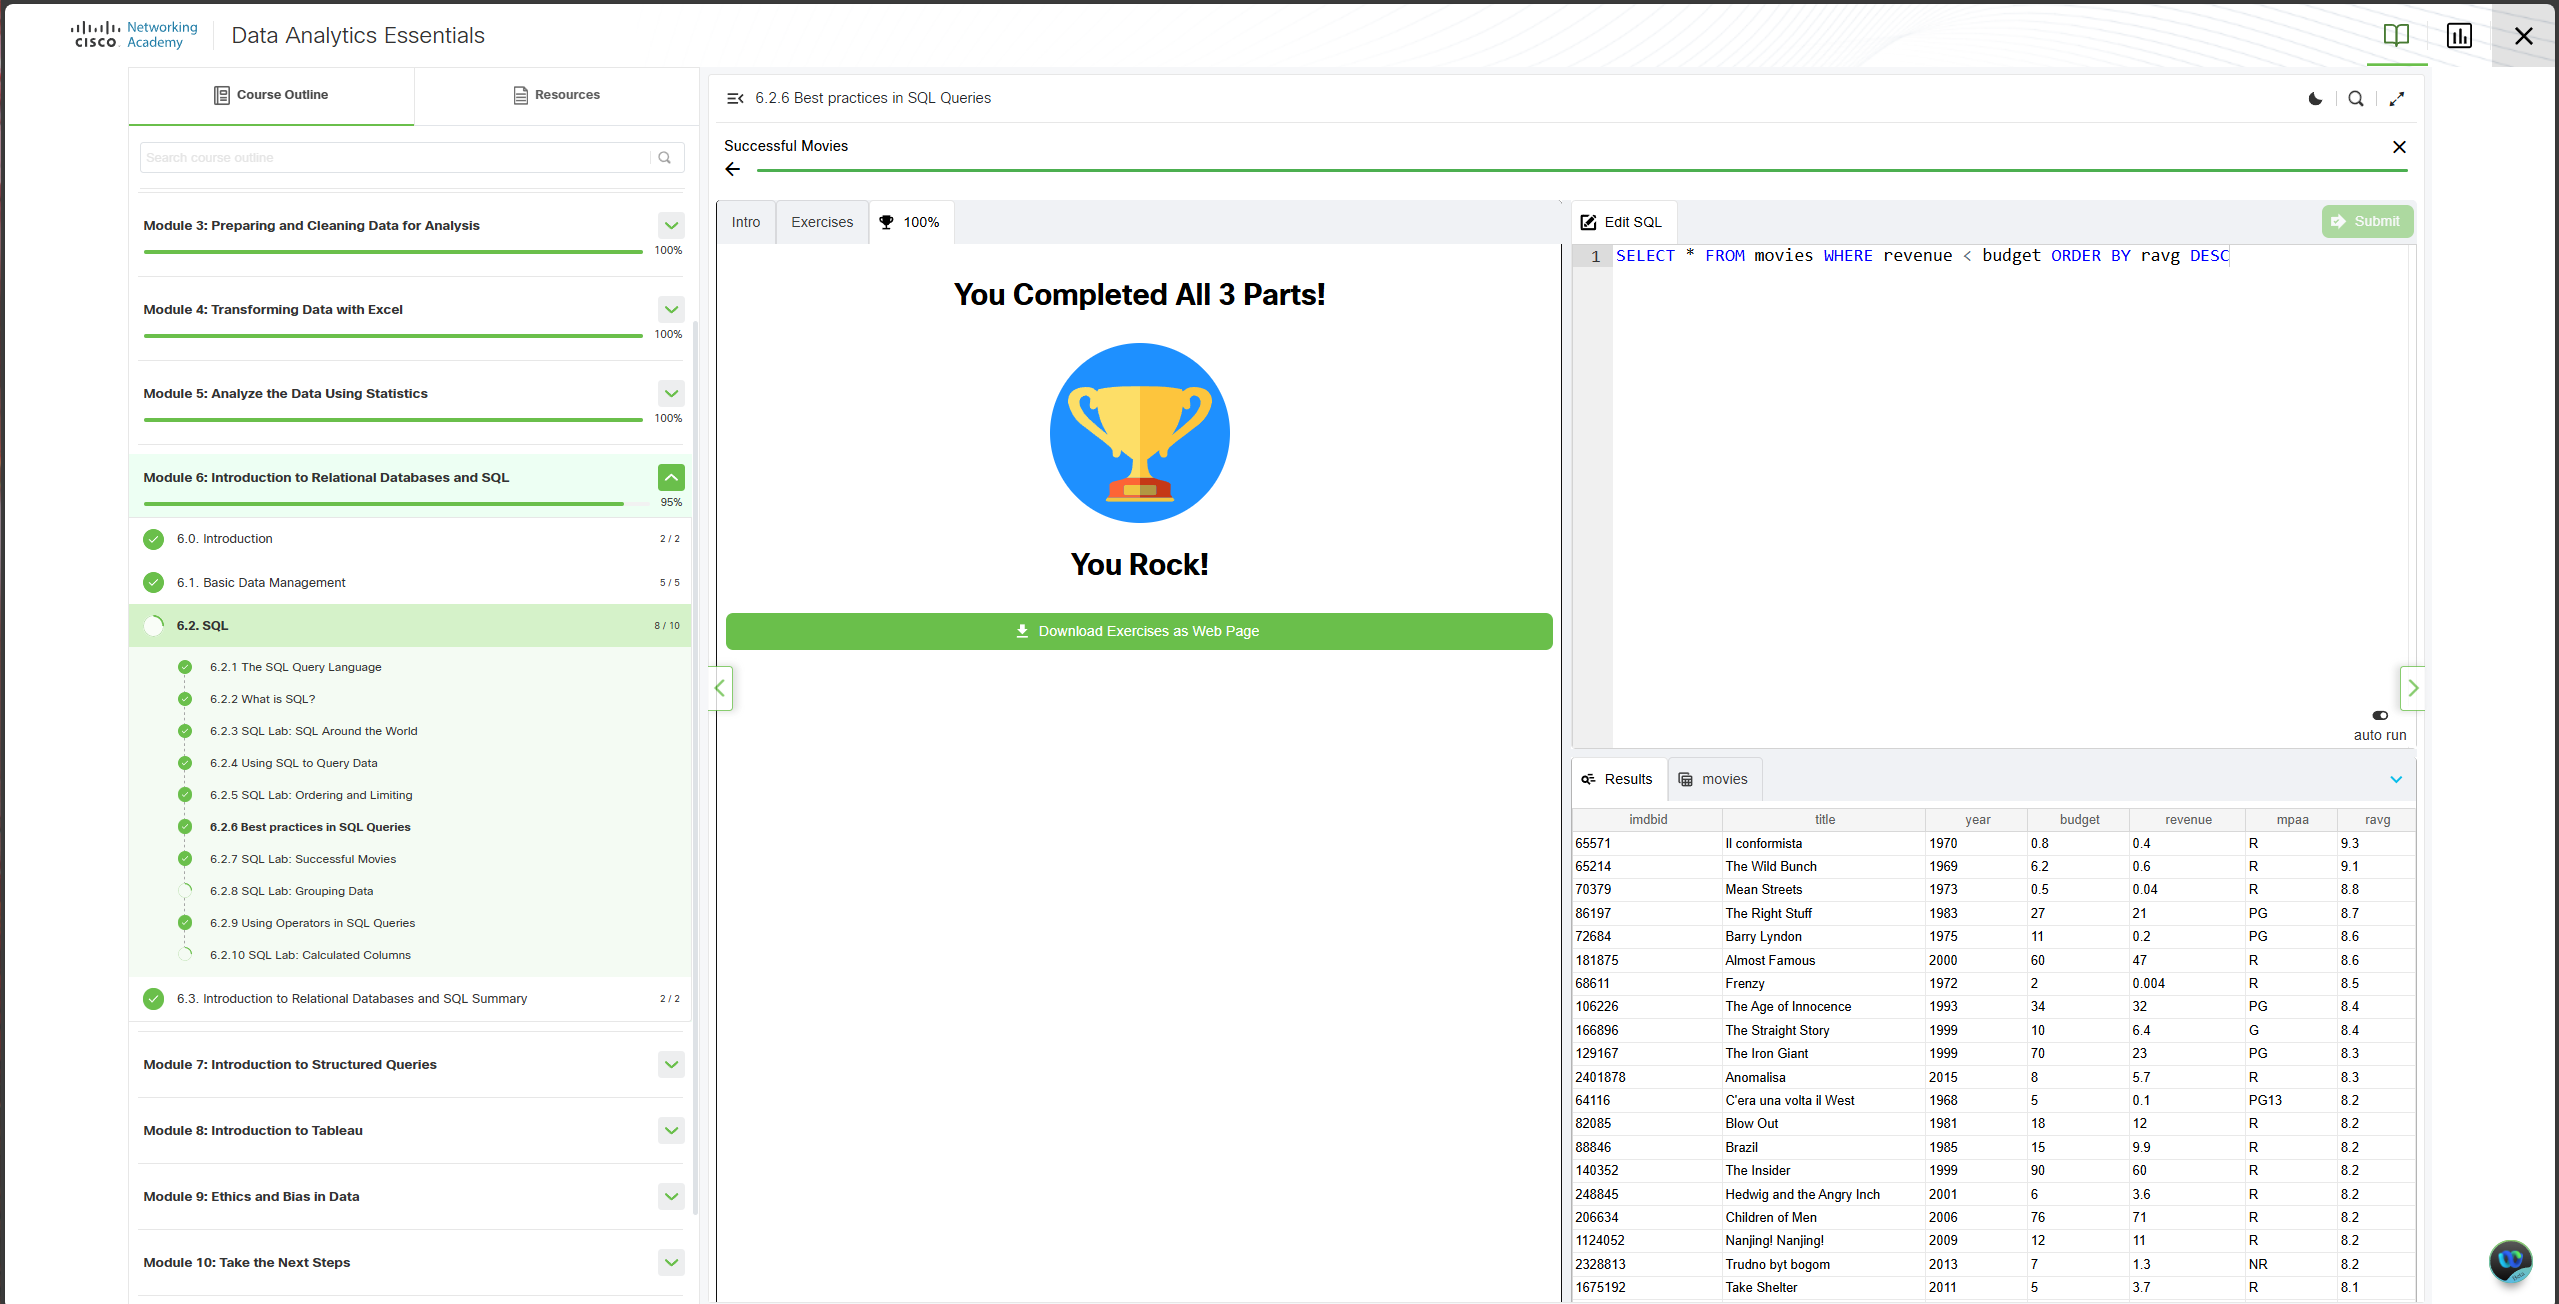 CISCO Networking Academy
Data Analytics Essentials
Course Outline
Resources
Search course outline
Module 3: Preparing and Cleaning Data for Analysis
100%
Module 4: Transforming Data with Excel
100%
Module 5: Analyze the Data Using Statistics
100%
Module 6: Introduction to Relational Databases and SQL
95%
6.0. Introduction 2 / 2
6.1. Basic Data Management 5 / 5
6.2. SQL 8 / 10
6.2.1 The SQL Query Language
6.2.2 What is SQL?
6.2.3 SQL Lab: SQL Around the World
6.2.4 Using SQL to Query Data
6.2.5 SQL Lab: Ordering and Limiting
6.2.6 Best practices in SQL Queries
6.2.7 SQL Lab: Successful Movies
6.2.8 SQL Lab: Grouping Data
6.2.9 Using Operators in SQL Queries
6.2.10 SQL Lab: Calculated Columns
6.3. Introduction to Relational Databases and SQL Summary 2 / 2
Module 7: Introduction to Structured Queries
Module 8: Introduction to Tableau
Module 9: Ethics and Bias in Data
Module 10: Take the Next Steps
6.2.6 Best practices in SQL Queries
Successful Movies
Intro
Exercises
100%
You Completed All 3 Parts!
You Rock!
Download Exercises as Web Page
Edit SQL
Submit
1 SELECT * FROM movies WHERE revenue < budget ORDER BY ravg DESC
auto run
Results
movies
imdbid title year budget revenue mpaa ravg
65571 Il conformista 1970 0.8 0.4 R 9.3
65214 The Wild Bunch 1969 6.2 0.6 R 9.1
70379 Mean Streets 1973 0.5 0.04 R 8.8
86197 The Right Stuff 1983 27 21 PG 8.7
72684 Barry Lyndon 1975 11 0.2 PG 8.6
181875 Almost Famous 2000 60 47 R 8.6
68611 Frenzy 1972 2 0.004 R 8.5
106226 The Age of Innocence 1993 34 32 PG 8.4
166896 The Straight Story 1999 10 6.4 G 8.4
129167 The Iron Giant 1999 70 23 PG 8.3
2401878 Anomalisa 2015 8 5.7 R 8.3
64116 C'era una volta il West 1968 5 0.1 PG13 8.2
82085 Blow Out 1981 18 12 R 8.2
88846 Brazil 1985 15 9.9 R 8.2
140352 The Insider 1999 90 60 R 8.2
248845 Hedwig and the Angry Inch 2001 6 3.6 R 8.2
206634 Children of Men 2006 76 71 R 8.2
1124052 Nanjing! Nanjing! 2009 12 11 R 8.2
2328813 Trudno byt bogom 2013 7 1.3 NR 8.2
1675192 Take Shelter 2011 5 3.7 R 8.1